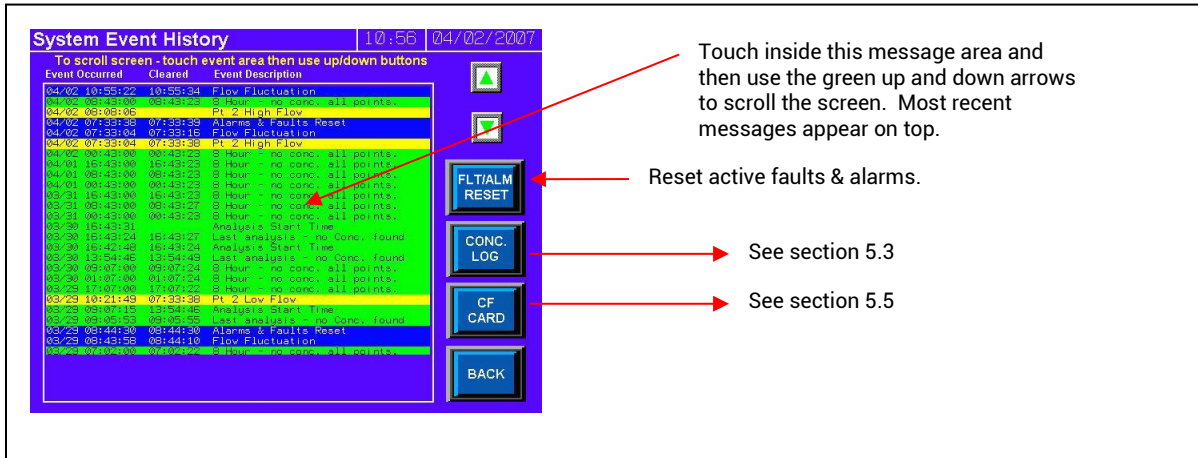 System Event History 10:56 04/02/2007
To scroll screen - touch event area then use up/down buttons
Event Occurred Cleared Event Description
04/02 10:55:22 10:55:34 Flow Fluctuation
04/02 08:43:00 08:43:23 8 Hour - no conc. all points.
04/02 08:08:06 Pt 2 High Flow
04/02 07:33:38 07:33:39 Alarms & Faults Reset
04/02 07:33:04 07:33:16 Flow Fluctuation
04/02 07:33:04 07:33:38 Pt 2 High Flow
04/02 00:43:00 00:43:23 8 Hour - no conc. all points.
04/01 16:43:00 16:43:23 8 Hour - no conc. all points.
04/01 08:43:00 08:43:23 8 Hour - no conc. all points.
04/01 00:43:00 00:43:23 8 Hour - no conc. all points.
03/31 16:43:00 16:43:23 8 Hour - no conc. all points.
03/31 08:43:00 08:43:27 8 Hour - no conc. all points.
03/31 00:43:00 00:43:23 8 Hour - no conc. all points.
03/30 16:43:31 Analysis Start Time
03/30 16:43:24 16:43:27 Last analysis - no Conc. found
03/30 16:42:48 16:43:24 Analysis Start Time
03/30 13:54:46 13:54:49 Last analysis - no Conc. found
03/30 09:07:00 09:07:24 8 Hour - no conc. all points.
03/30 01:07:00 01:07:24 8 Hour - no conc. all points.
03/29 17:07:00 17:07:22 8 Hour - no conc. all points.
03/29 10:21:49 07:33:38 Pt 2 Low Flow
03/29 09:07:15 13:54:46 Analysis Start Time
03/29 09:05:53 09:05:55 Last analysis - no Conc. found
03/29 08:44:30 08:44:30 Alarms & Faults Reset
03/29 08:43:58 08:44:10 Flow Fluctuation
03/29 07:02:00 07:02:22 8 Hour - no conc. all points.
FLT/ALM
RESET
CONC.
LOG
CF
CARD
BACK
Touch inside this message area and
then use the green up and down arrows
to scroll the screen. Most recent
messages appear on top.
Reset active faults & alarms.
See section 5.3
See section 5.5